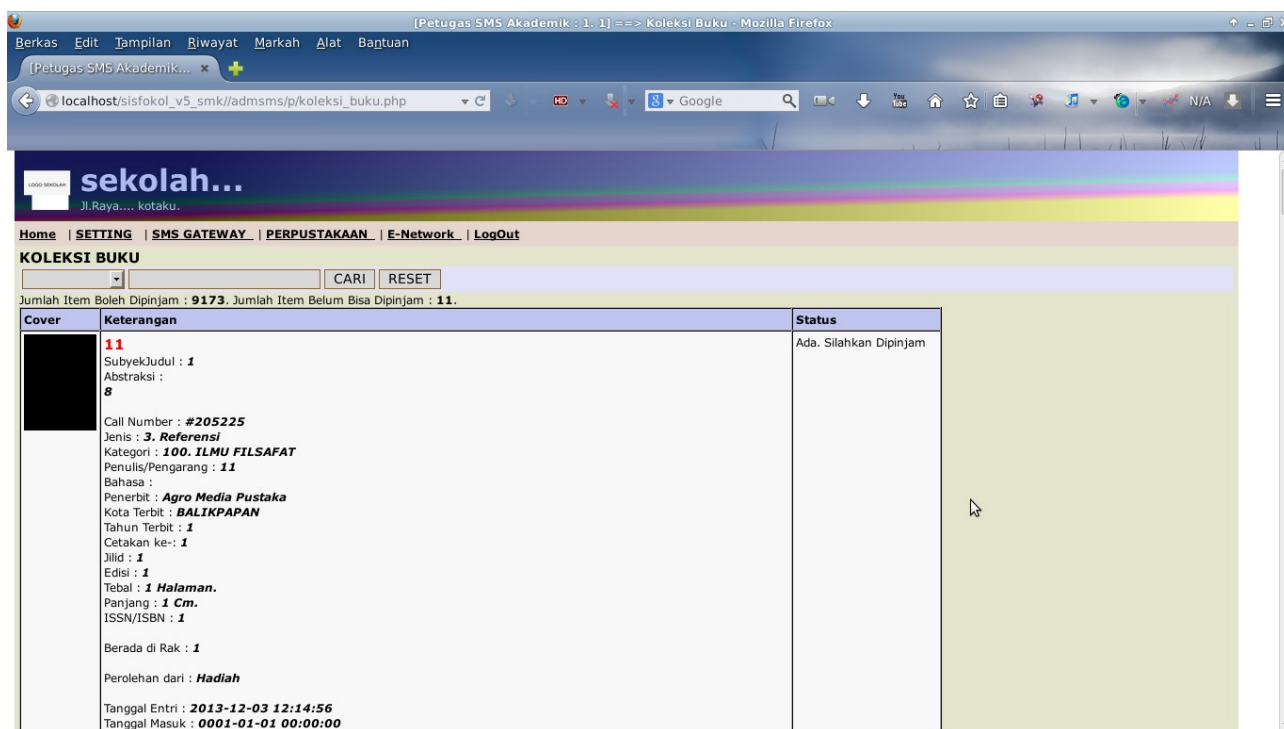 [Petugas SMS Akademik : 1. 1] ==> Koleksi Buku - Mozilla Firefox
Berkas Edit Tampilan Riwayat Markah Alat Bantuan
[Petugas SMS Akademik...
localhost/sisfokol_v5_smk//admsms/p/koleksi_buku.php Google N/A
LOGO SEKOLAH
sekolah...
Jl.Raya.... kotaku.
Home | SETTING | SMS GATEWAY | PERPUSTAKAAN | E-Network | LogOut
KOLEKSI BUKU
CARI RESET
Jumlah Item Boleh Dipinjam : 9173. Jumlah Item Belum Bisa Dipinjam : 11.
Cover Keterangan Status
11 Ada. Silahkan Dipinjam
SubyekJudul : 1
Abstraksi :
8
Call Number : #205225
Jenis : 3. Referensi
Kategori : 100. ILMU FILSAFAT
Penulis/Pengarang : 11
Bahasa :
Penerbit : Agro Media Pustaka
Kota Terbit : BALIKPAPAN
Tahun Terbit : 1
Cetakan ke-: 1
Jilid : 1
Edisi : 1
Tebal : 1 Halaman.
Panjang : 1 Cm.
ISSN/ISBN : 1
Berada di Rak : 1
Perolehan dari : Hadiah
Tanggal Entri : 2013-12-03 12:14:56
Tanggal Masuk : 0001-01-01 00:00:00